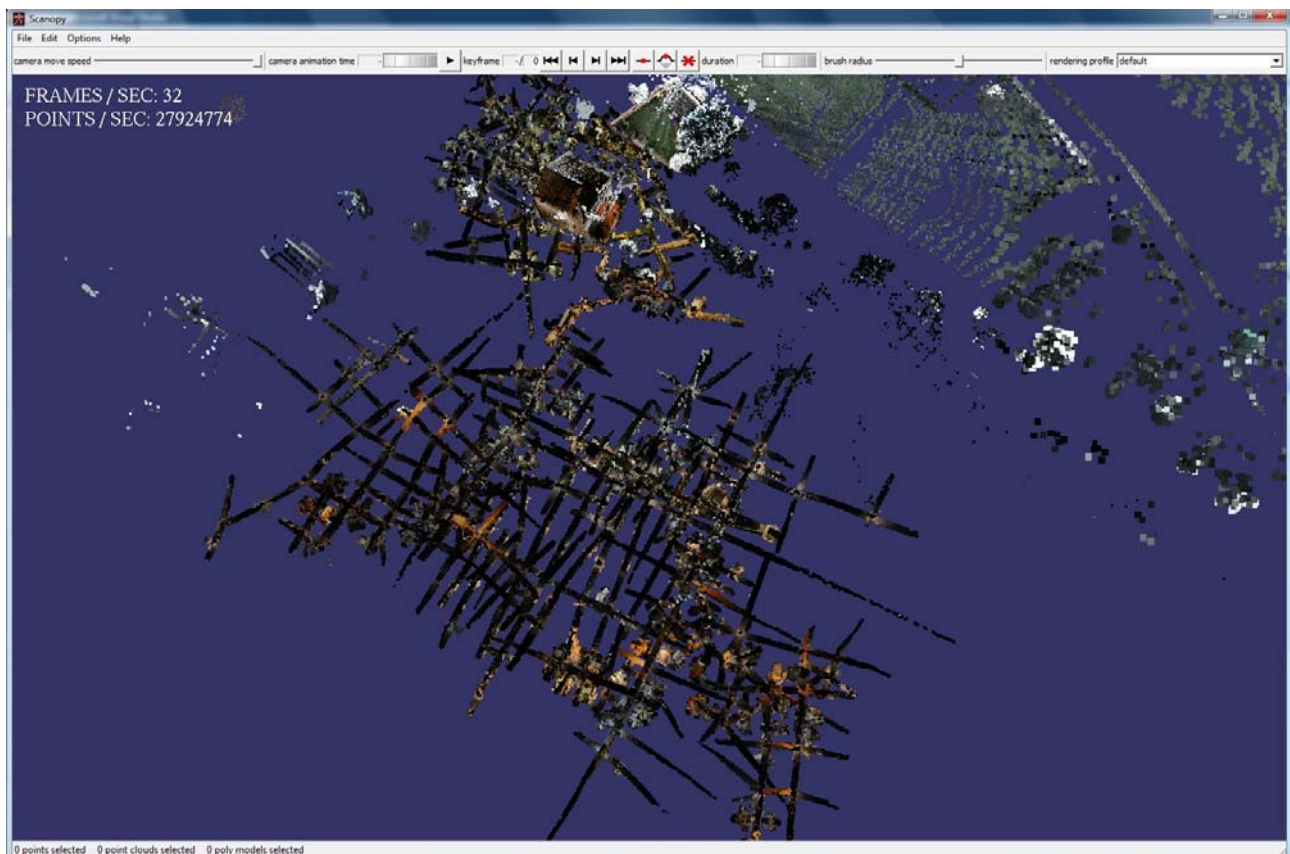 Scanopy
File Edit Options Help
camera move speed camera animation time - keyframe -/ 0 duration - brush radius rendering profile default
FRAMES / SEC: 32
POINTS / SEC: 27924774
0 points selected 0 point clouds selected 0 poly models selected